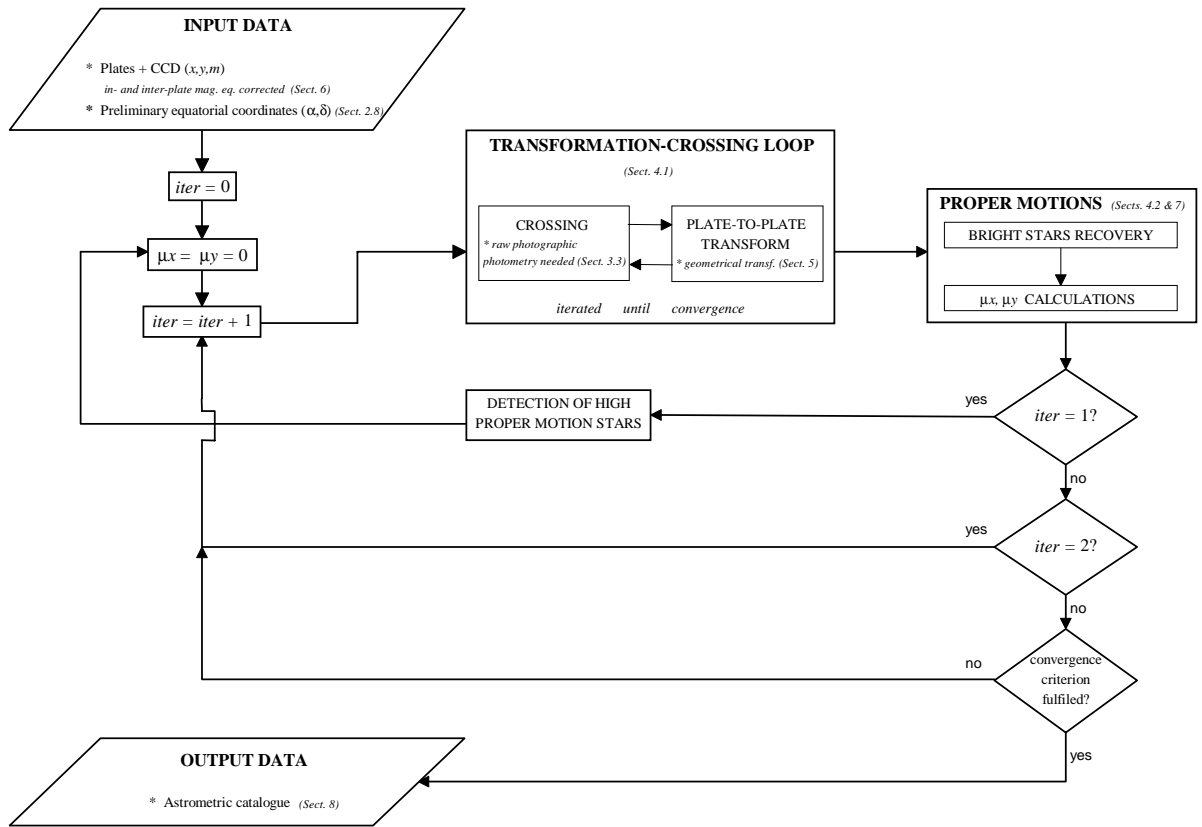 INPUT DATA
* Plates + CCD (x,y,m)
in- and inter-plate mag. eq. corrected (Sect. 6)
* Preliminary equatorial coordinates (α,δ) (Sect. 2.8)
iter = 0
μx = μy = 0
iter = iter + 1
TRANSFORMATION-CROSSING LOOP
(Sect. 4.1)
CROSSING
* raw photographic
photometry needed (Sect. 3.3)
PLATE-TO-PLATE
TRANSFORM
* geometrical transf. (Sect. 5)
iterated until convergence
PROPER MOTIONS (Sects. 4.2 & 7)
BRIGHT STARS RECOVERY
μx, μy CALCULATIONS
iter = 1?
yes
DETECTION OF HIGH
PROPER MOTION STARS
no
iter = 2?
yes
no
convergence
criterion
fulfiled?
no
yes
OUTPUT DATA
* Astrometric catalogue (Sect. 8)